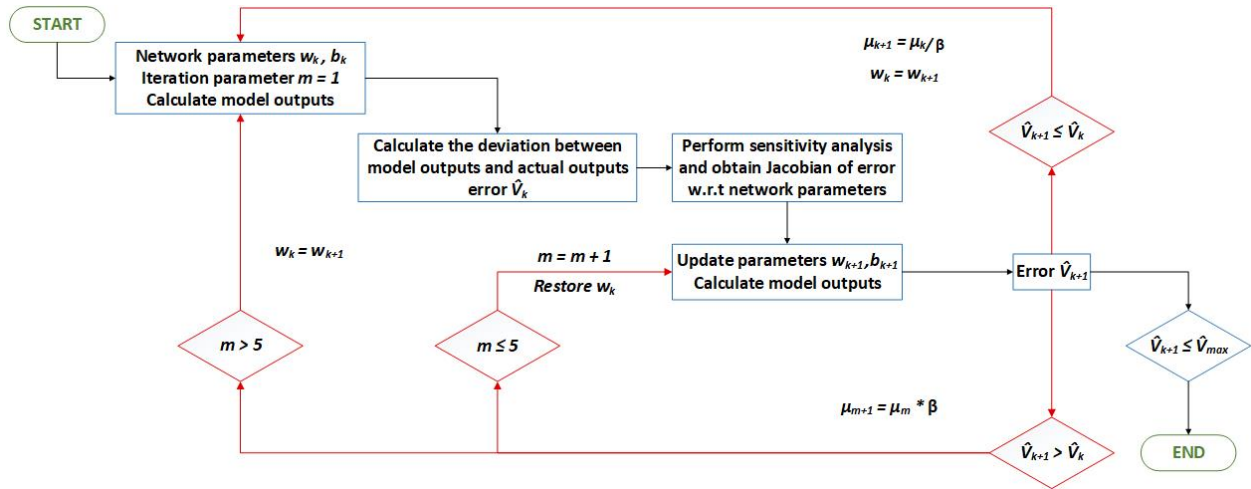 START
Network parameters wₖ, bₖ
Iteration parameter m = 1
Calculate model outputs
μₖ₊₁ = μₖ/β
wₖ = wₖ₊₁
V̂ₖ₊₁ ≤ V̂ₖ
Calculate the deviation between
model outputs and actual outputs
error V̂ₖ
Perform sensitivity analysis
and obtain Jacobian of error
w.r.t network parameters
wₖ = wₖ₊₁
m = m + 1
Restore wₖ
Update parameters wₖ₊₁,bₖ₊₁
Calculate model outputs
Error V̂ₖ₊₁
m > 5
m ≤ 5
V̂ₖ₊₁ ≤ V̂ₘₐₓ
μₘ₊₁ = μₘ * β
V̂ₖ₊₁ > V̂ₖ
END